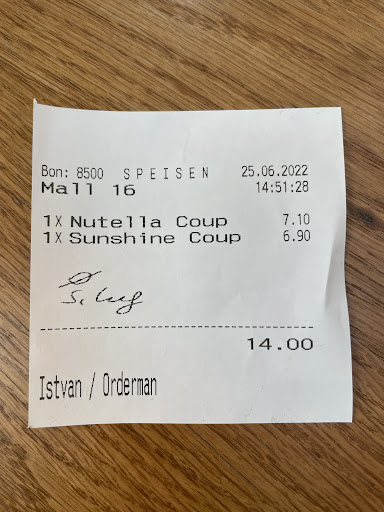 Bon: 8500 SPEISEN 25.06.2022
Mall 16 14:51:28
1X Nutella Coup 7.10
1X Sunshine Coup 6.90
14.00
Istvan / Orderman